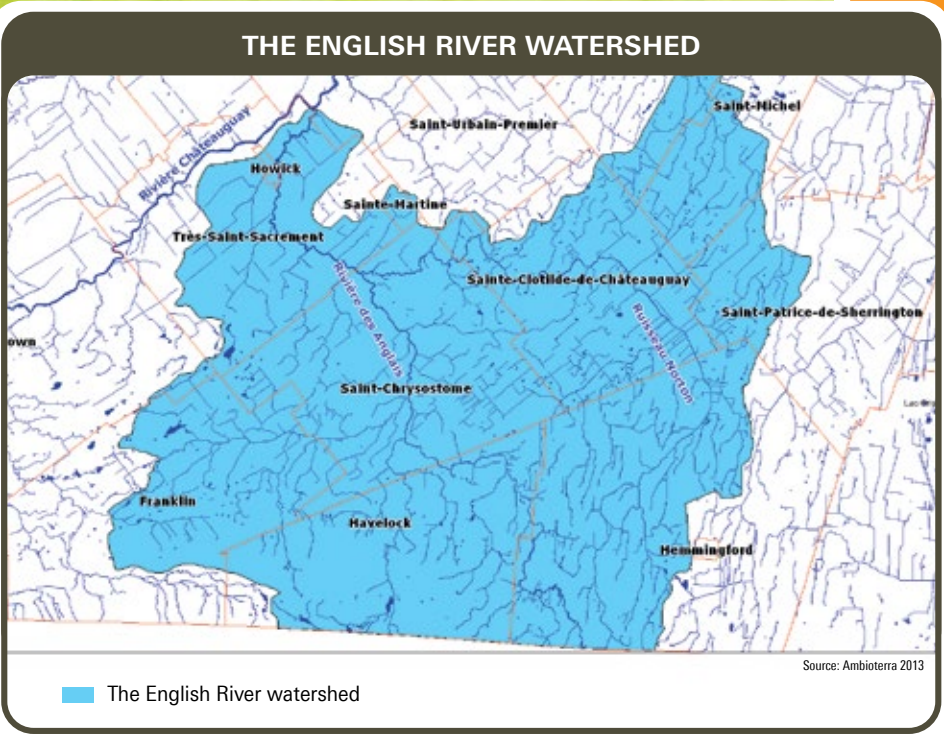 THE ENGLISH RIVER WATERSHED
Saint-Michel
Saint-Urbain-Premier
Rivière Châteauguay
Howick
Sainte-Martine
Très-Saint-Sacrement
Sainte-Clotilde-de-Châteauguay
Rivière des Anglais
Ruisseau Norton
Saint-Patrice-de-Sherrington
own
Saint-Chrysostome
Franklin
Havelock
Hemmingford
Source: Ambioterra 2013
The English River watershed